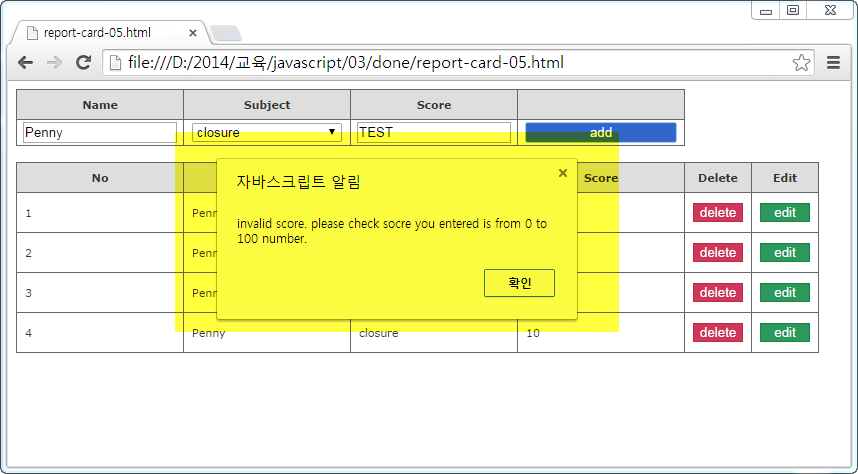 report-card-05.html
file:///D:/2014/교육/javascript/03/done/report-card-05.html
Name Subject Score
Penny closure TEST add
No Score Delete Edit
1 Penn delete edit
2 Penn delete edit
3 Penn delete edit
4 Penny closure 10 delete edit
자바스크립트 알림
invalid score. please check socre you entered is from 0 to
100 number.
확인